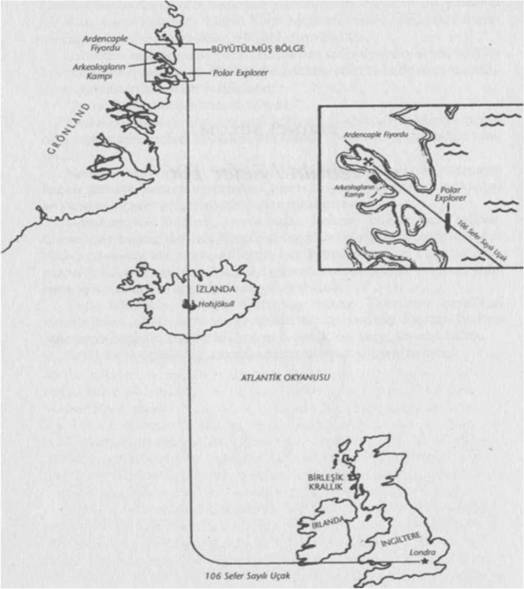 Ardencaple
Fiyordu
BÜYÜTÜLMÜŞ BÖLGE
Arkeologların
Kampı
Polar Explorer
GRÖNLAND
Ardencaple Fiyordu
Arkeologların
Kampı
Polar
Explorer
106 Sefer Sayılı Uçak
İZLANDA
Hofsjökull
ATLANTİK OKYANUSU
BİRLEŞİK
KRALLIK
İRLANDA
İNGİLTERE
Londra
106 Sefer Sayılı Uçak